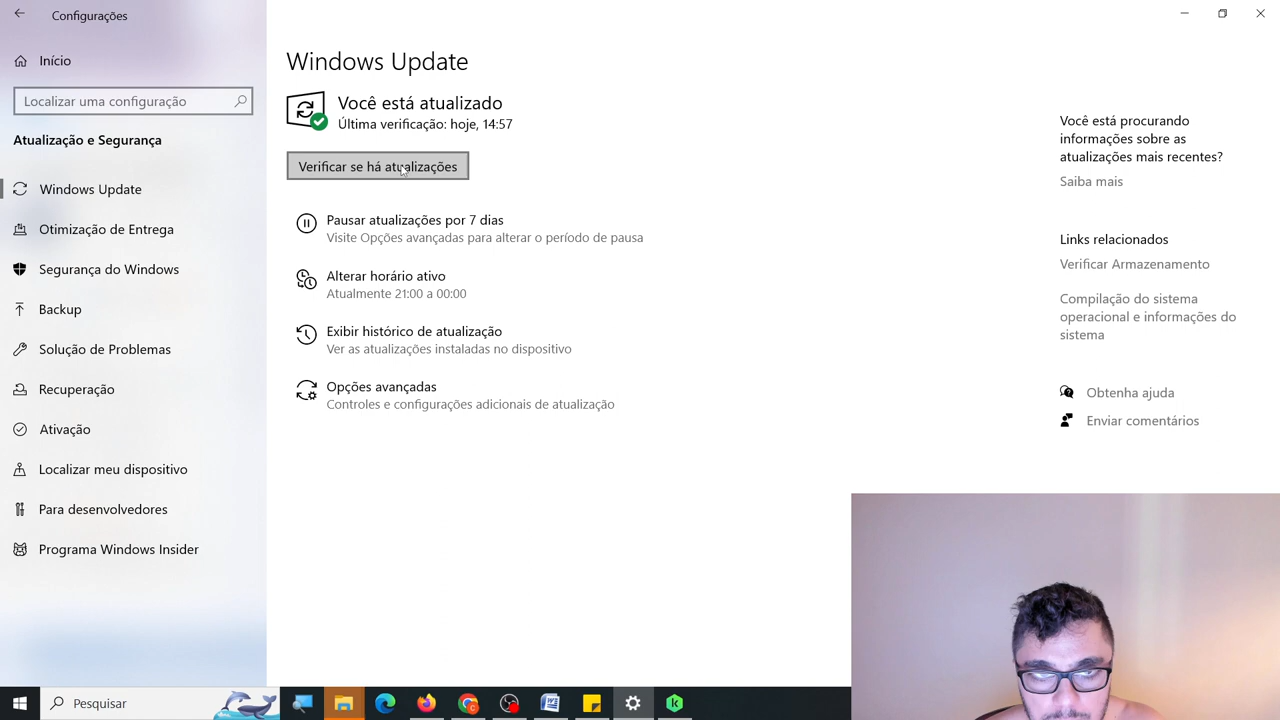 Configurações
Início
Localizar uma configuração
Atualização e Segurança
Windows Update
Otimização de Entrega
Segurança do Windows
Backup
Solução de Problemas
Recuperação
Ativação
Localizar meu dispositivo
Para desenvolvedores
Programa Windows Insider
Windows Update
Você está atualizado
Última verificação: hoje, 14:57
Verificar se há atualizações
Pausar atualizações por 7 dias
Visite Opções avançadas para alterar o período de pausa
Alterar horário ativo
Atualmente 21:00 a 00:00
Exibir histórico de atualização
Ver as atualizações instaladas no dispositivo
Opções avançadas
Controles e configurações adicionais de atualização
Você está procurando
informações sobre as
atualizações mais recentes?
Saiba mais
Links relacionados
Verificar Armazenamento
Compilação do sistema
operacional e informações do
sistema
Obtenha ajuda
Enviar comentários
Pesquisar